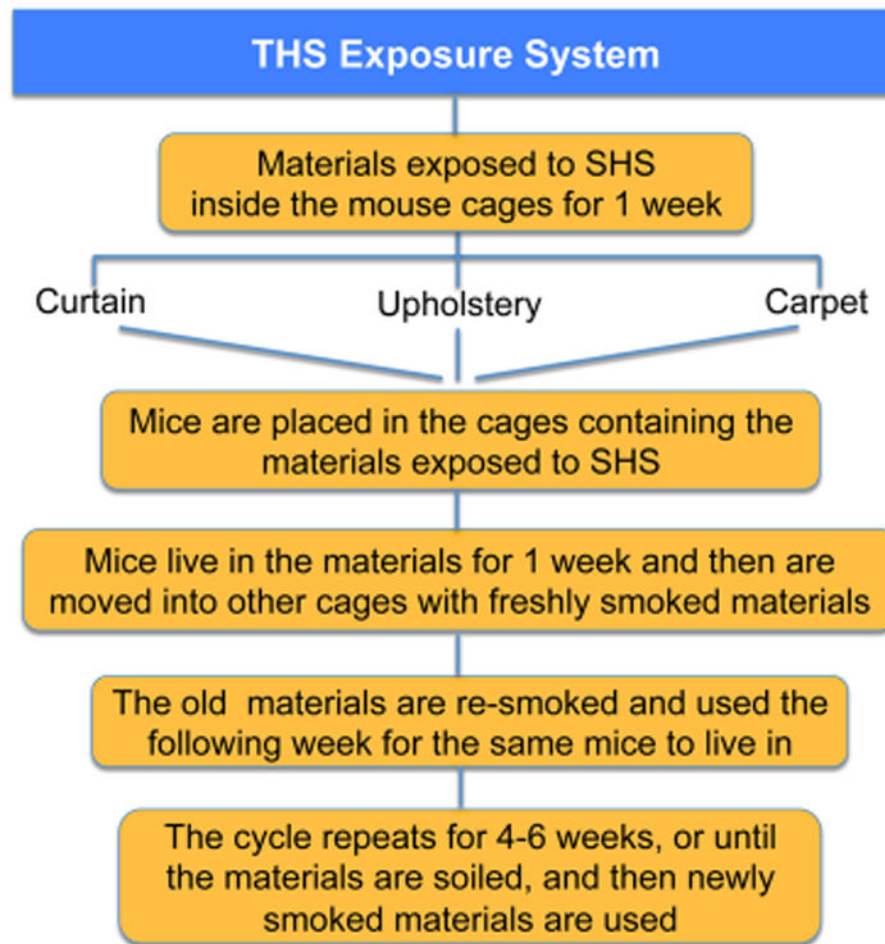 THS Exposure System
Materials exposed to SHS
inside the mouse cages for 1 week
Curtain
Upholstery
Carpet
Mice are placed in the cages containing the
materials exposed to SHS
Mice live in the materials for 1 week and then are
moved into other cages with freshly smoked materials
The old  materials are re-smoked and used the
following week for the same mice to live in
The cycle repeats for 4-6 weeks, or until
the materials are soiled, and then newly
smoked materials are used